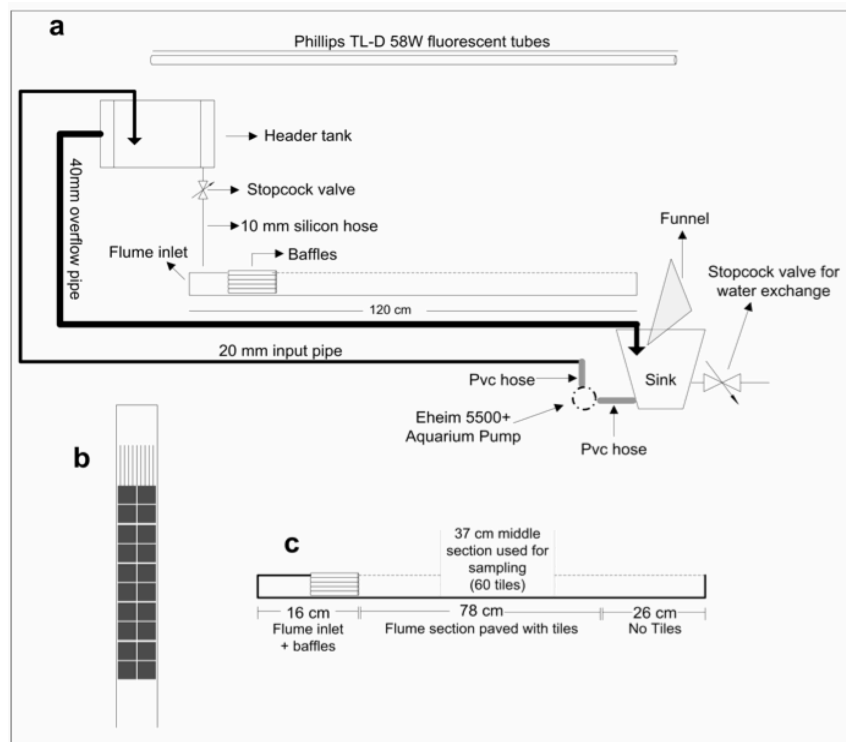 a
Phillips TL-D 58W fluorescent tubes
Header tank
40mm overflow pipe
Stopcock valve
10 mm silicon hose
Funnel
Flume inlet
Baffles
Stopcock valve for
water exchange
120 cm
20 mm input pipe
Pvc hose
Sink
Eheim 5500+
Aquarium Pump
Pvc hose
b
c
37 cm middle
section used for
sampling
(60 tiles)
16 cm
78 cm
26 cm
Flume inlet
+ baffles
Flume section paved with tiles
No Tiles